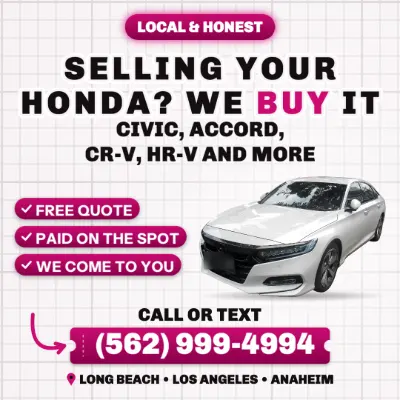 LOCAL & HONEST
SELLING YOUR
HONDA? WE BUY IT
CIVIC, ACCORD,
CR-V, HR-V AND MORE
FREE QUOTE
PAID ON THE SPOT
WE COME TO YOU
CALL OR TEXT
(562) 999-4994
LONG BEACH • LOS ANGELES • ANAHEIM